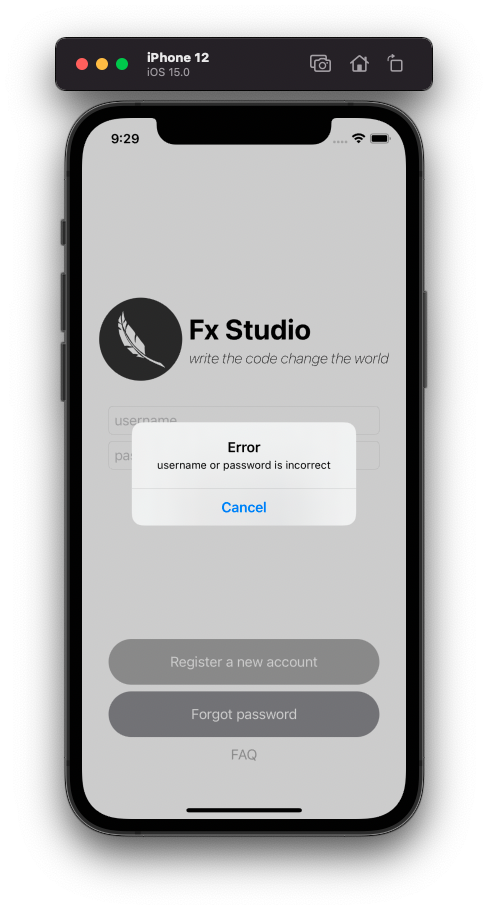 iPhone 12
iOS 15.0
9:29
Fx Studio
write the code change the world
username
Error
username or password is incorrect
Cancel
Register a new account
Forgot password
FAQ